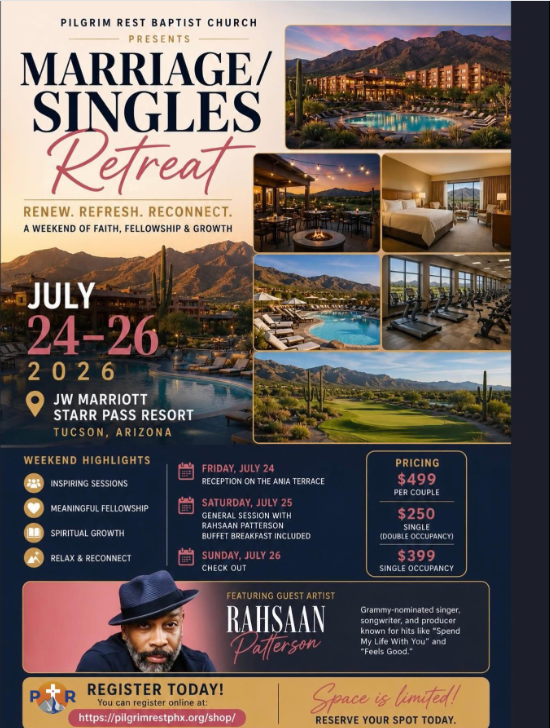 PILGRIM REST BAPTIST CHURCH
PRESENTS
MARRIAGE/
SINGLES
Retreat
RENEW. REFRESH. RECONNECT.
A WEEKEND OF FAITH, FELLOWSHIP & GROWTH
JULY
24-26
2026
JW MARRIOTT
STARR PASS RESORT
TUCSON, ARIZONA
WEEKEND HIGHLIGHTS
INSPIRING SESSIONS
MEANINGFUL FELLOWSHIP
SPIRITUAL GROWTH
RELAX & RECONNECT
FRIDAY, JULY 24
RECEPTION ON THE ANIA TERRACE
SATURDAY, JULY 25
GENERAL SESSION WITH
RAHSAAN PATTERSON
BUFFET BREAKFAST INCLUDED
SUNDAY, JULY 26
CHECK OUT
PRICING
$499
PER COUPLE
$250
SINGLE
(DOUBLE OCCUPANCY)
$399
SINGLE OCCUPANCY
FEATURING GUEST ARTIST
RAHSAAN
Patterson
Grammy-nominated singer,
songwriter, and producer
known for hits like "Spend
My Life With You" and
"Feels Good."
P R
REGISTER TODAY!
You can register online at:
https://pilgrimrestphx.org/shop/
Space is limited!
RESERVE YOUR SPOT TODAY.